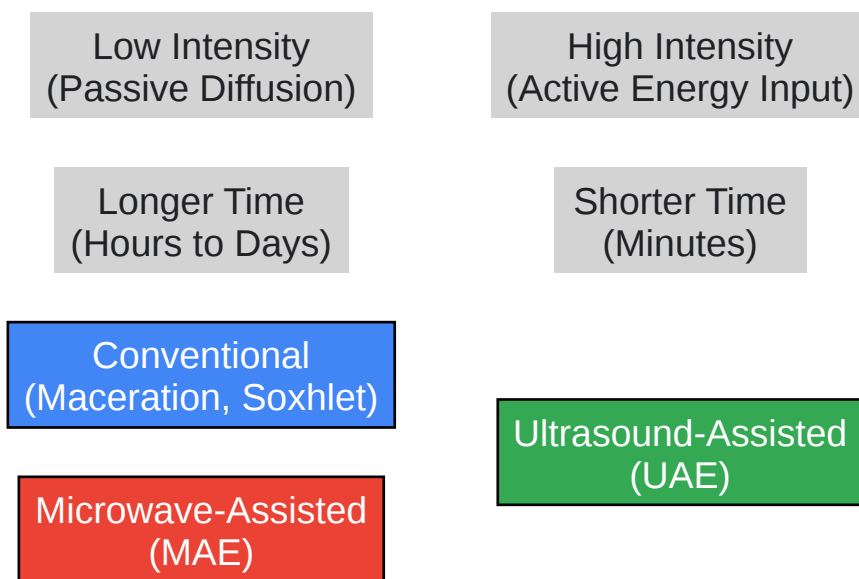 Low Intensity
(Passive Diffusion)
High Intensity
(Active Energy Input)
Longer Time
(Hours to Days)
Shorter Time
(Minutes)
Conventional
(Maceration, Soxhlet)
Ultrasound-Assisted
(UAE)
Microwave-Assisted
(MAE)